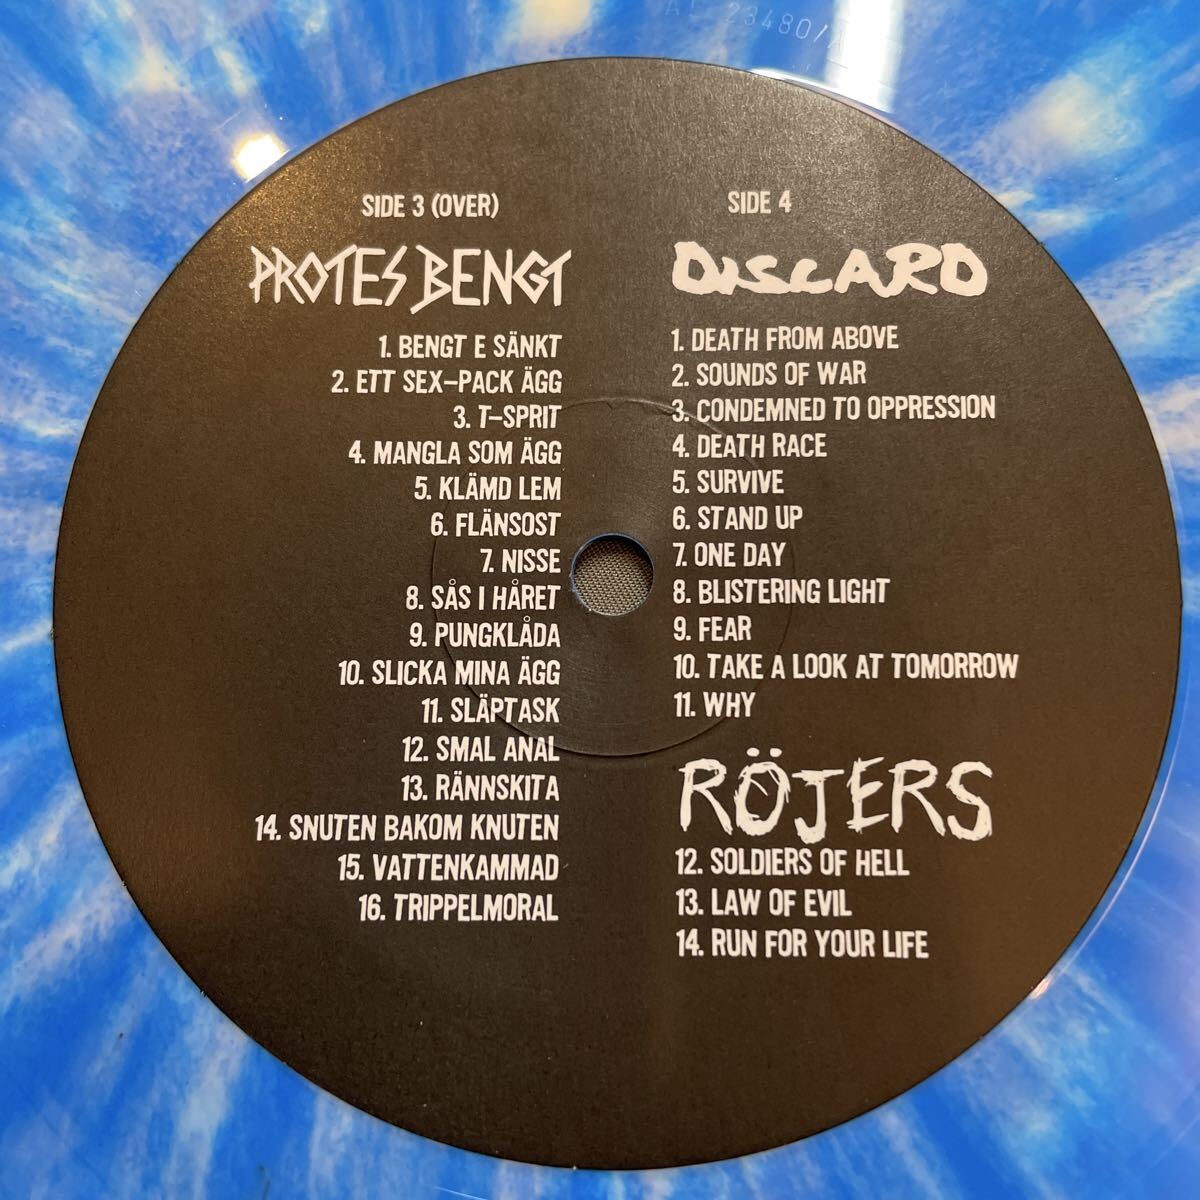 SIDE 3 (OVER)
PROTES BENGT
1. BENGT E SÄNKT
2. ETT SEX-PACK ÄGG
3. T-SPRIT
4. MANGLA SOM ÄGG
5. KLÄMD LEM
6. FLÄNSOST
7. NISSE
8. SÅS I HÅRET
9. PUNGKLÅDA
10. SLICKA MINA ÄGG
11. SLÄPTASK
12. SMAL ANAL
13. RÄNNSKITA
14. SNUTEN BAKOM KNUTEN
15. VATTENKAMMAD
16. TRIPPELMORAL
SIDE 4
DISCARD
1. DEATH FROM ABOVE
2. SOUNDS OF WAR
3. CONDEMNED TO OPPRESSION
4. DEATH RACE
5. SURVIVE
6. STAND UP
7. ONE DAY
8. BLISTERING LIGHT
9. FEAR
10. TAKE A LOOK AT TOMORROW
11. WHY
RÖJERS
12. SOLDIERS OF HELL
13. LAW OF EVIL
14. RUN FOR YOUR LIFE